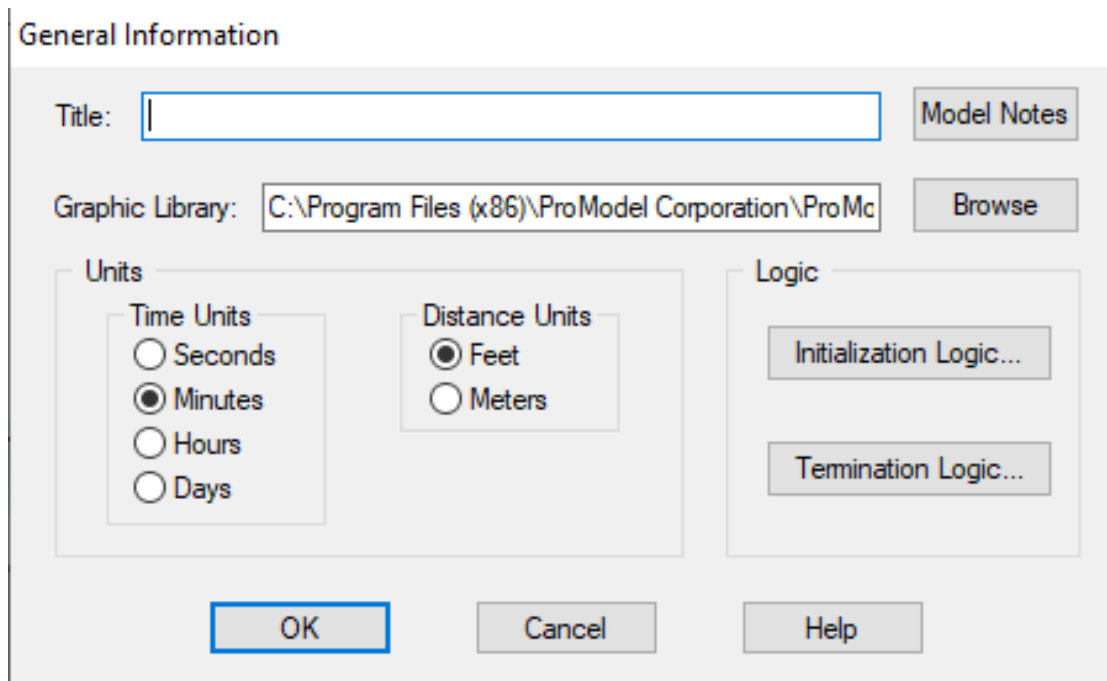 General Information
Title:
Model Notes
Graphic Library: C:\Program Files (x86)\ProModel Corporation\ProMo
Browse
Units
Time Units
Seconds
Minutes
Hours
Days
Distance Units
Feet
Meters
Logic
Initialization Logic...
Termination Logic...
OK
Cancel
Help